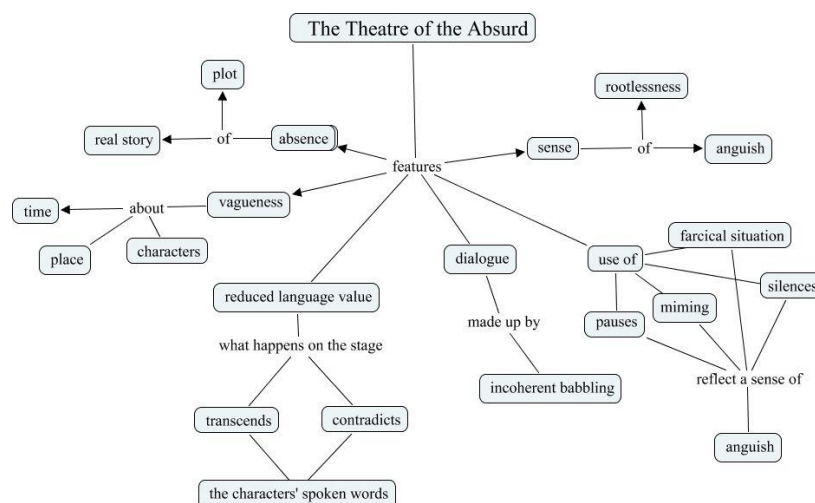 The Theatre of the Absurd
plot
rootlessness
real story
of
absence
sense
of
anguish
features
time
about
vagueness
place
characters
dialogue
use of
farcical situation
silences
reduced language value
miming
pauses
made up by
what happens on the stage
reflect a sense of
incoherent babbling
transcends
contradicts
anguish
the characters' spoken words